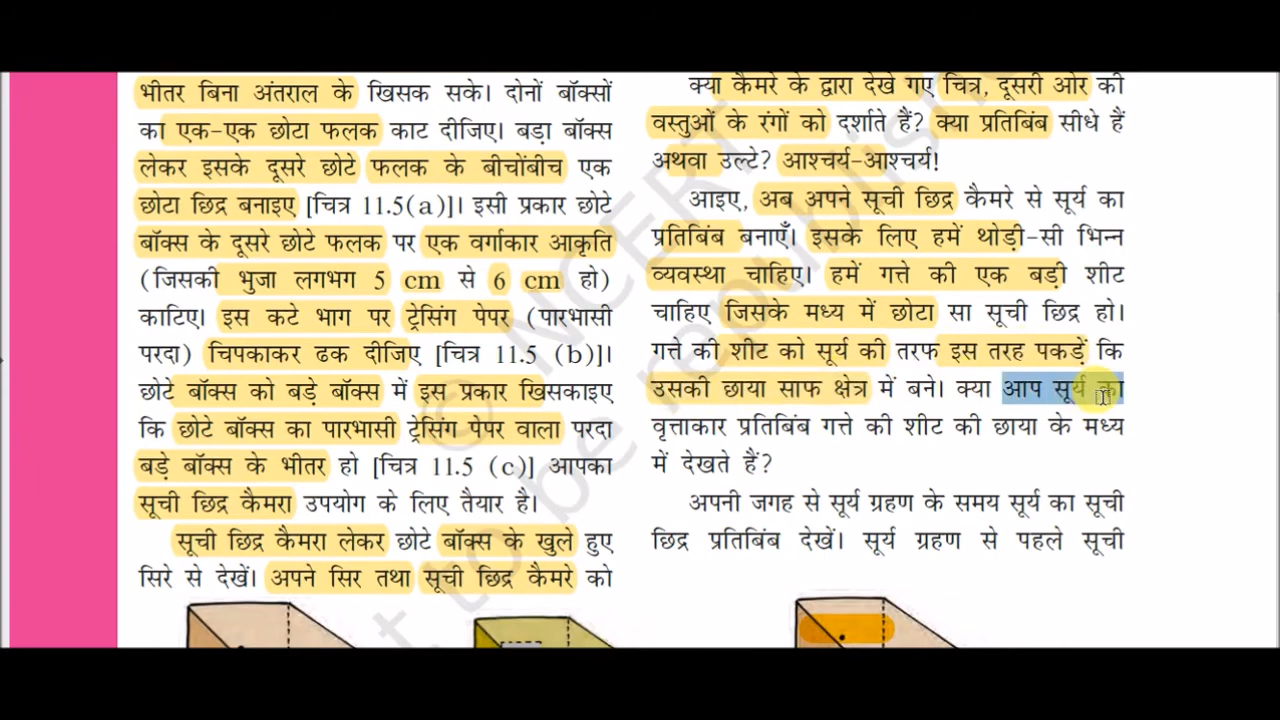 भीतर बिना अंतराल के खिसक सके। दोनों बॉक्सों
का एक-एक छोटा फलक काट दीजिए। बड़ा बॉक्स
लेकर इसके दूसरे छोटे फलक के बीचोंबीच एक
छोटा छिद्र बनाइए [चित्र 11.5(a)]। इसी प्रकार छोटे
बॉक्स के दूसरे छोटे फलक पर एक वर्गाकार आकृति
(जिसकी भुजा लगभग 5 cm से 6 cm हो)
काटिए। इस कटे भाग पर ट्रेसिंग पेपर (पारभासी
परदा) चिपकाकर ढक दीजिए [चित्र 11.5 (b)]।
छोटे बॉक्स को बड़े बॉक्स में इस प्रकार खिसकाइए
कि छोटे बॉक्स का पारभासी ट्रेसिंग पेपर वाला परदा
बड़े बॉक्स के भीतर हो [चित्र 11.5 (c)] आपका
सूची छिद्र कैमरा उपयोग के लिए तैयार है।
सूची छिद्र कैमरा लेकर छोटे बॉक्स के खुले हुए
सिरे से देखें। अपने सिर तथा सूची छिद्र कैमरे को
क्या कैमरे के द्वारा देखे गए चित्र, दूसरी ओर की
वस्तुओं के रंगों को दर्शाते हैं? क्या प्रतिबिंब सीधे हैं
अथवा उल्टे? आश्चर्य-आश्चर्य!
आइए, अब अपने सूची छिद्र कैमरे से सूर्य का
प्रतिबिंब बनाएँ। इसके लिए हमें थोड़ी-सी भिन्न
व्यवस्था चाहिए। हमें गत्ते की एक बड़ी शीट
चाहिए जिसके मध्य में छोटा सा सूची छिद्र हो।
गत्ते की शीट को सूर्य की तरफ इस तरह पकड़ें कि
उसकी छाया साफ क्षेत्र में बने। क्या आप सूर्य का
वृत्ताकार प्रतिबिंब गत्ते की शीट की छाया के मध्य
में देखते हैं?
अपनी जगह से सूर्य ग्रहण के समय सूर्य का सूची
छिद्र प्रतिबिंब देखें। सूर्य ग्रहण से पहले सूची
© NCERT
not to be republish